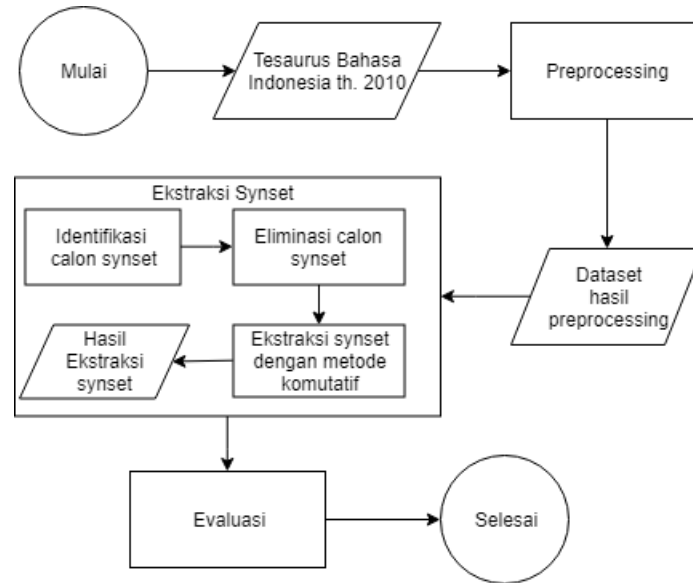 Mulai
Tesaurus Bahasa
Indonesia th. 2010
Preprocessing
Dataset
hasil
preprocessing
Ekstraksi Synset
Identifikasi
calon synset
Eliminasi calon
synset
Ekstraksi synset
dengan metode
komutatif
Hasil
Ekstraksi
synset
Evaluasi
Selesai